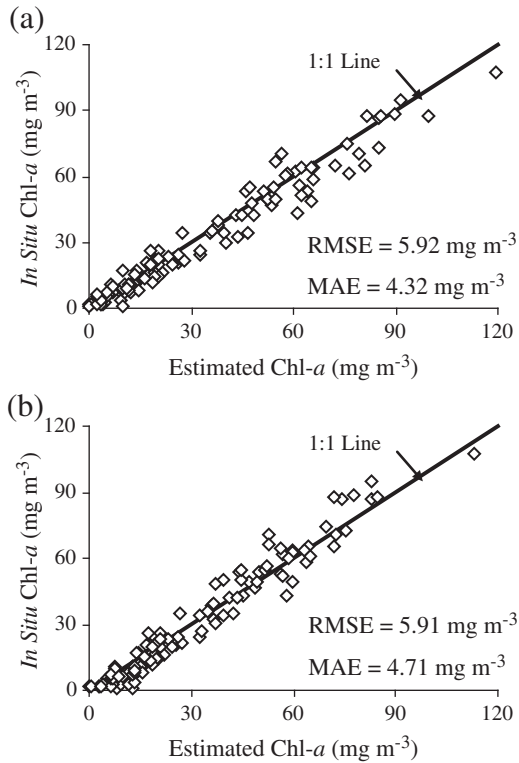 (a)
120
90
60
30
0
In Situ Chl-a (mg m-3)
1:1 Line
RMSE = 5.92 mg m-3
MAE = 4.32 mg m-3
0 30 60 90 120
Estimated Chl-a (mg m-3)
(b)
120
90
60
30
0
In Situ Chl-a (mg m-3)
1:1 Line
RMSE = 5.91 mg m-3
MAE = 4.71 mg m-3
0 30 60 90 120
Estimated Chl-a (mg m-3)